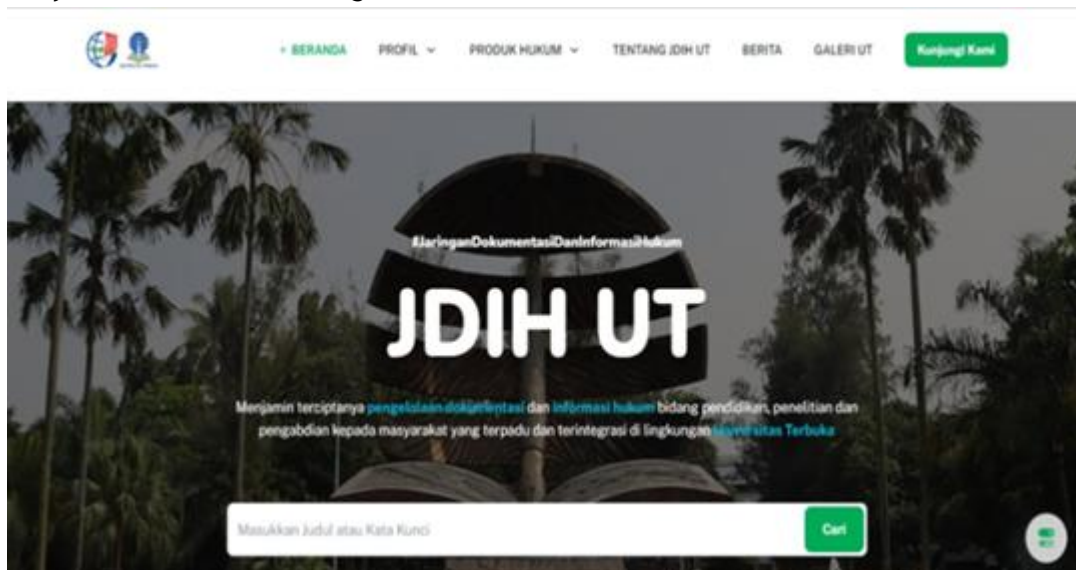 BERANDA
PROFIL
PRODUK HUKUM
TENTANG JDIH UT
BERITA
GALERI UT
Kunjungi Kami
#JaringanDokumentasiDanInformasiHukum
JDIH UT
Menjamin terciptanya pengelolaan dokumentasi dan informasi hukum bidang pendidikan, penelitian dan
pengabdian kepada masyarakat yang terpadu dan terintegrasi di lingkungan Universitas Terbuka
Masukkan Judul atau Kata Kunci
Cari